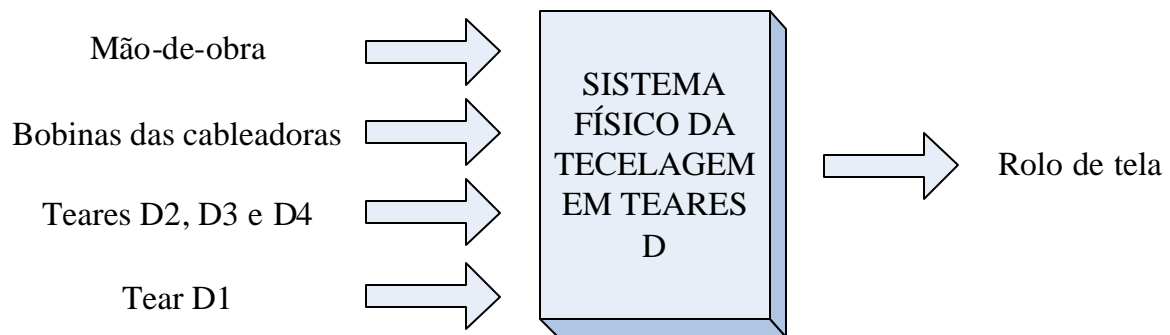 Mão-de-obra
Bobinas das cableadoras
Teares D2, D3 e D4
Tear D1
SISTEMA
FÍSICO DA
TECELAGEM
EM TEARES
D
Rolo de tela